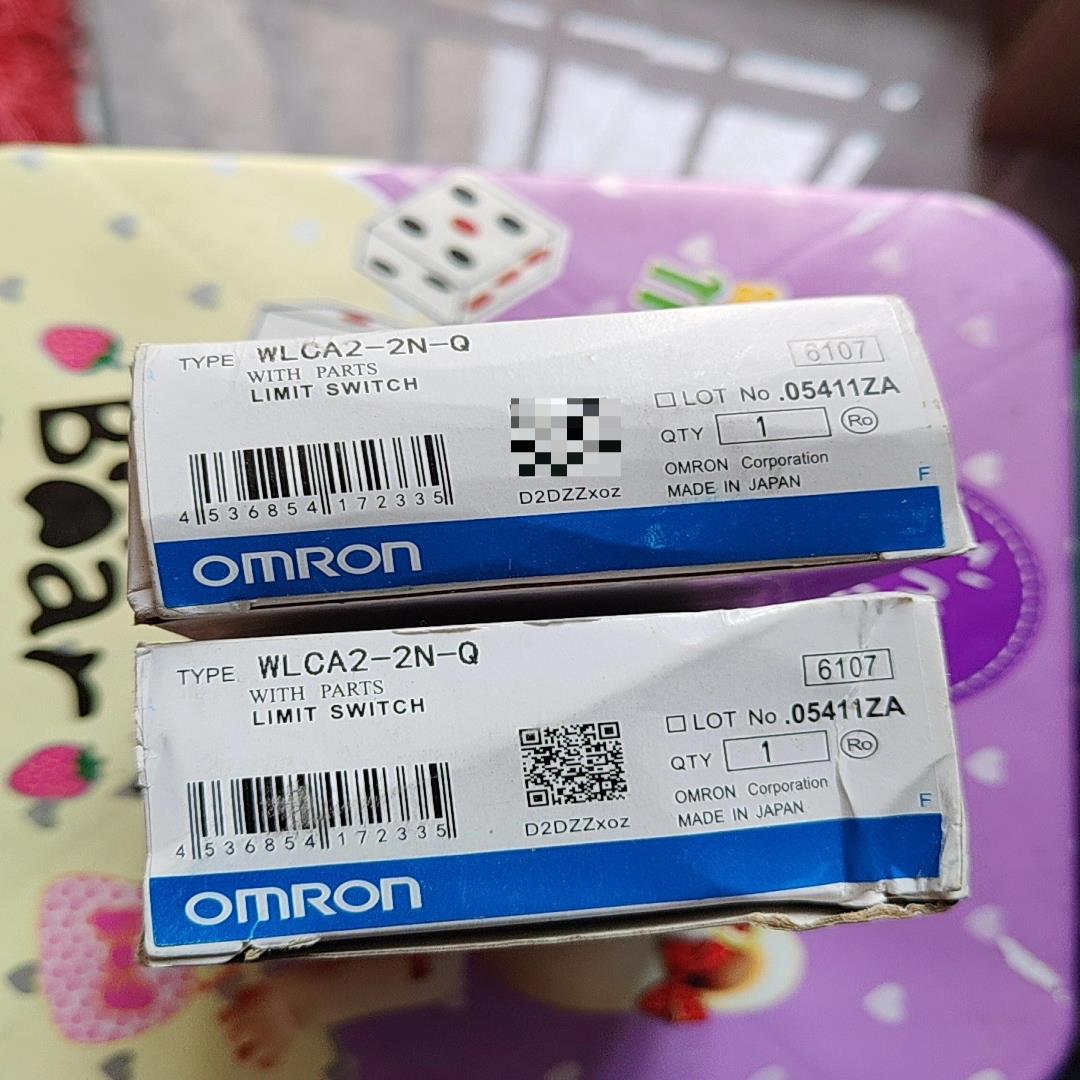 TYPE WLCA2-2N-Q
WITH PARTS
LIMIT SWITCH
6107
LOT No .05411ZA
QTY 1 Ro
OMRON Corporation
MADE IN JAPAN
F
4 536854 172335
D2DZZxoz
OMRON
TYPE WLCA2-2N-Q
WITH PARTS
LIMIT SWITCH
6107
LOT No .05411ZA
QTY 1 Ro
OMRON Corporation
MADE IN JAPAN
F
4 536854 172335
D2DZZxoz
OMRON
Bear